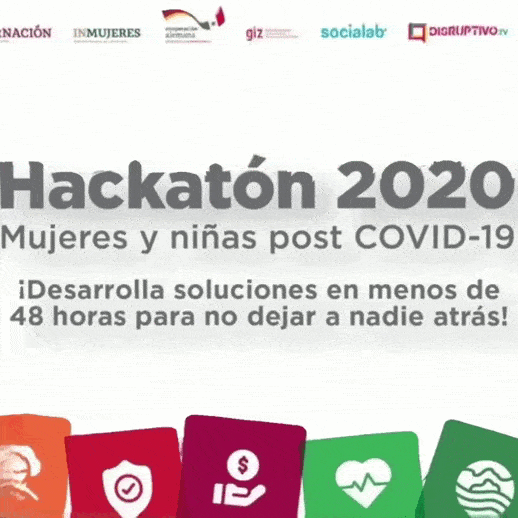 RNACIÓN
INMUJERES
cooperación
alemana
giz
socialab
DISRUPTIVO.TV
Hackatón 2020
Mujeres y niñas post COVID-19
¡Desarrolla soluciones en menos de
48 horas para no dejar a nadie atrás!
$